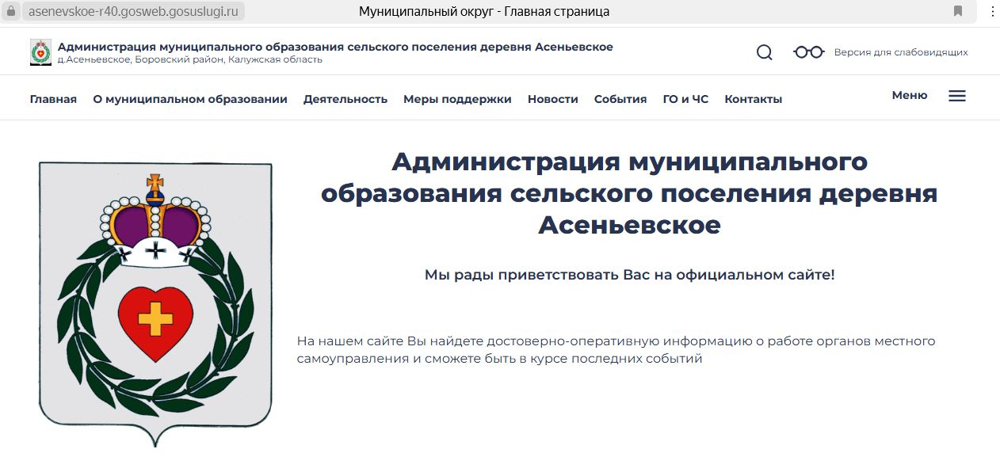 asenevskoe-r40.gosweb.gosuslugi.ru
Муниципальный округ - Главная страница
Администрация муниципального образования сельского поселения деревня Асеньевское
д.Асеньевское, Боровский район, Калужская область
Версия для слабовидящих
Главная О муниципальном образовании Деятельность Меры поддержки Новости События ГО и ЧС Контакты
Меню
Администрация муниципального
образования сельского поселения деревня
Асеньевское
Мы рады приветствовать Вас на официальном сайте!
На нашем сайте Вы найдете достоверно-оперативную информацию о работе органов местного
самоуправления и сможете быть в курсе последних событий